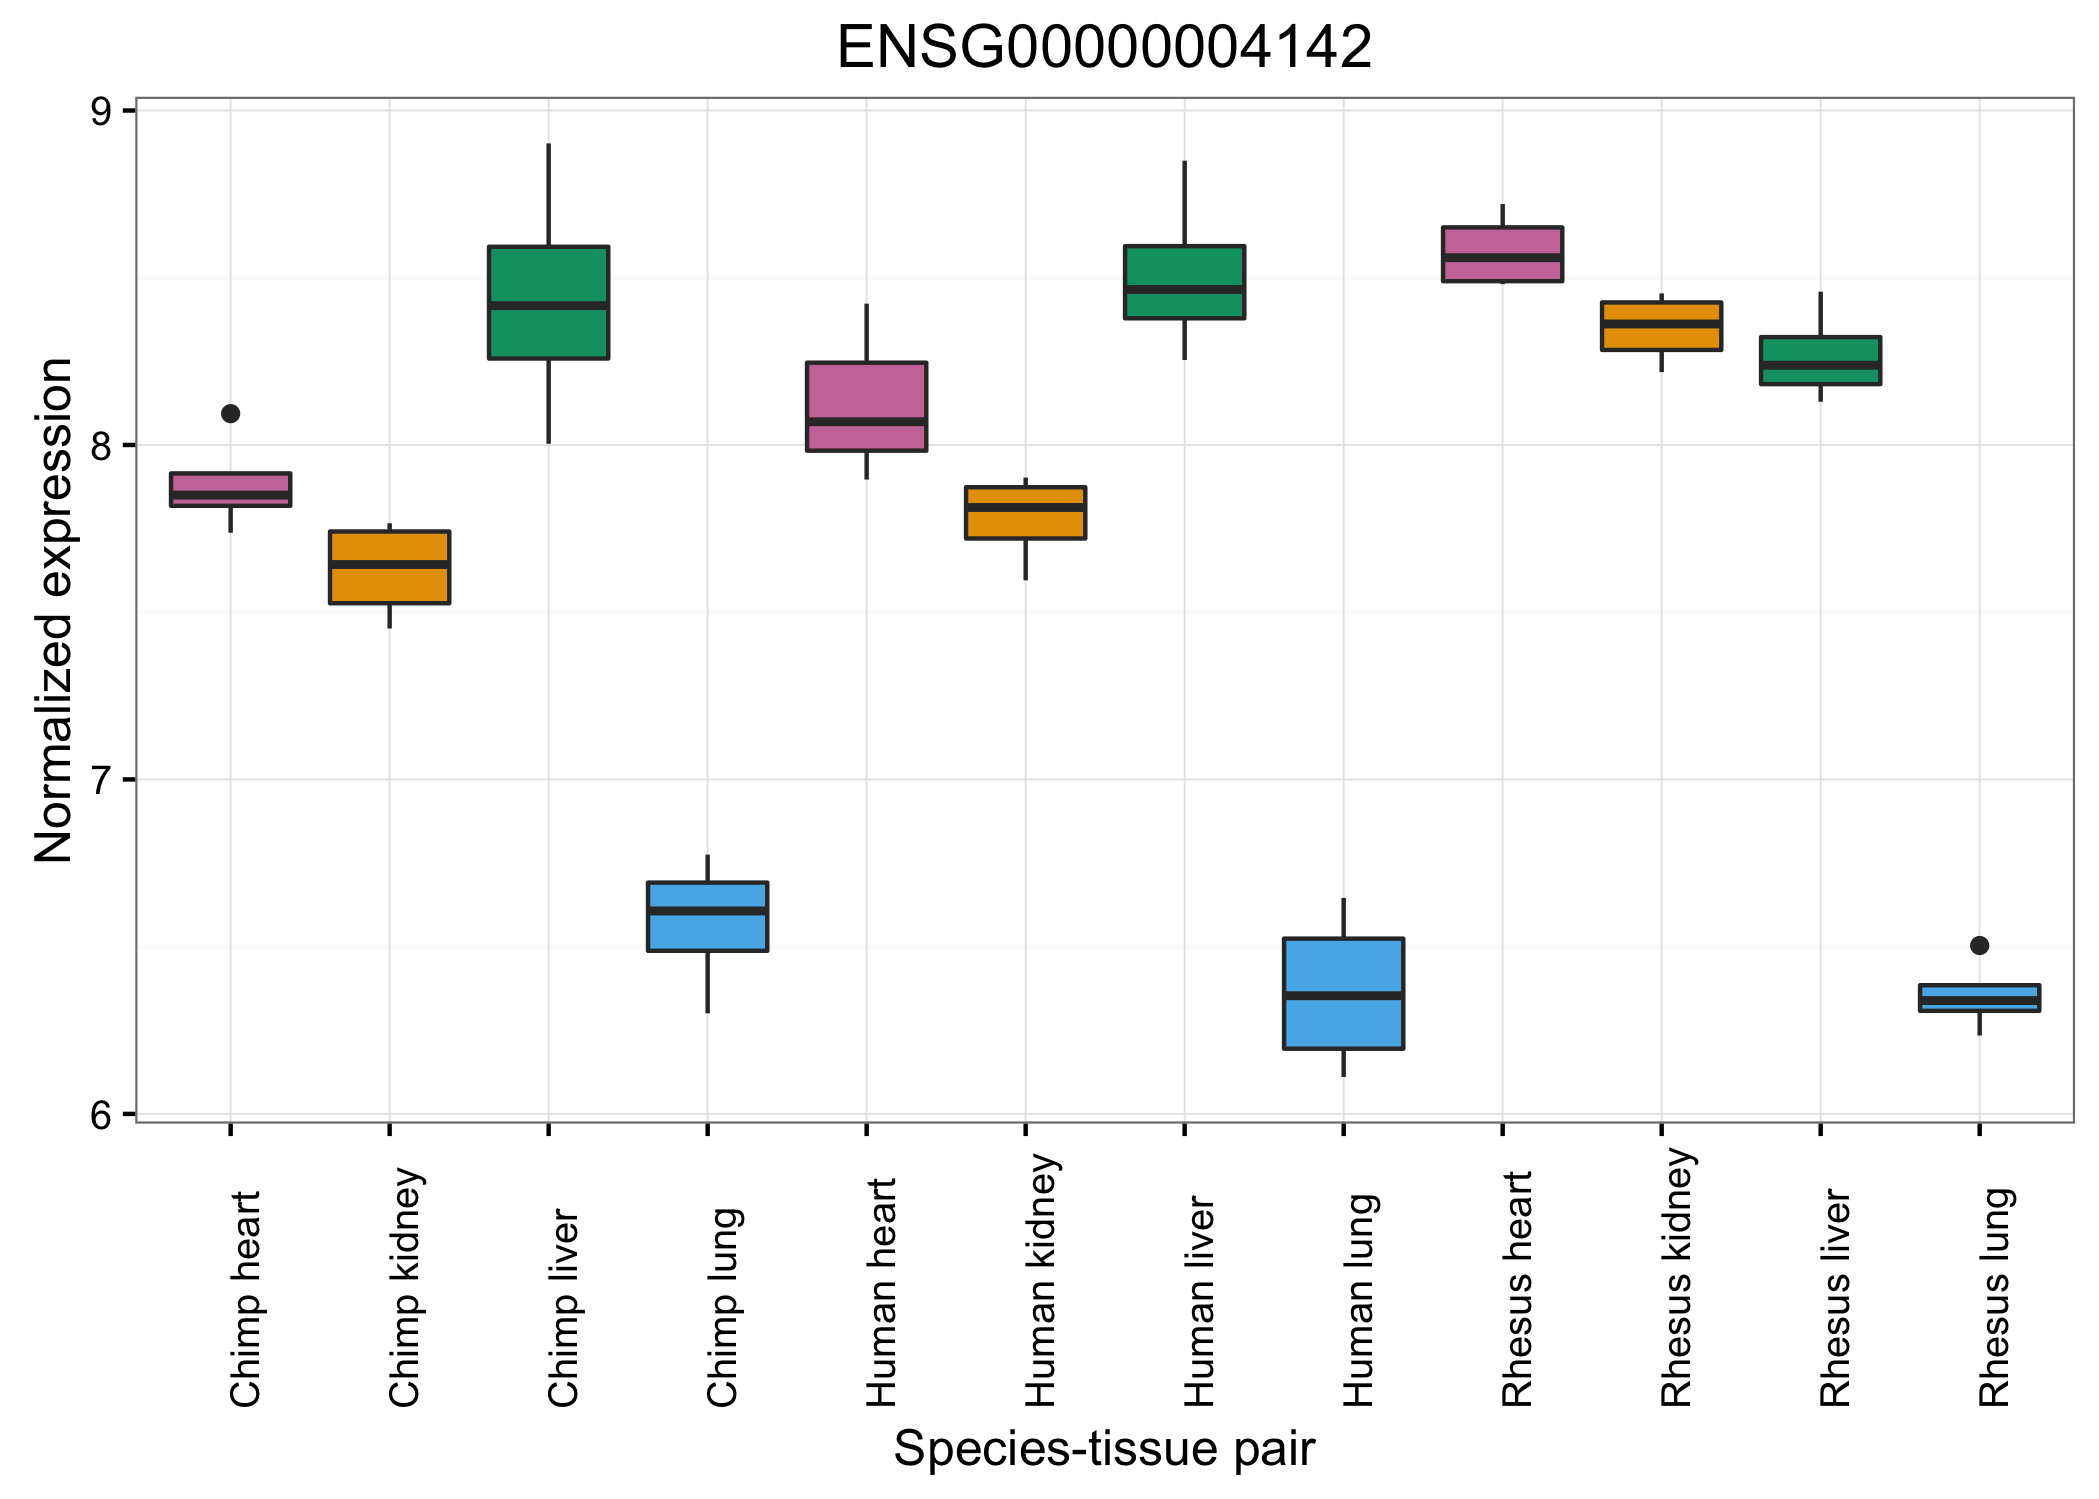 ENSG00000004142
Normalized expression
9
8
7
6
Chimp heart
Chimp kidney
Chimp liver
Chimp lung
Human heart
Human kidney
Human liver
Human lung
Rhesus heart
Rhesus kidney
Rhesus liver
Rhesus lung
Species-tissue pair